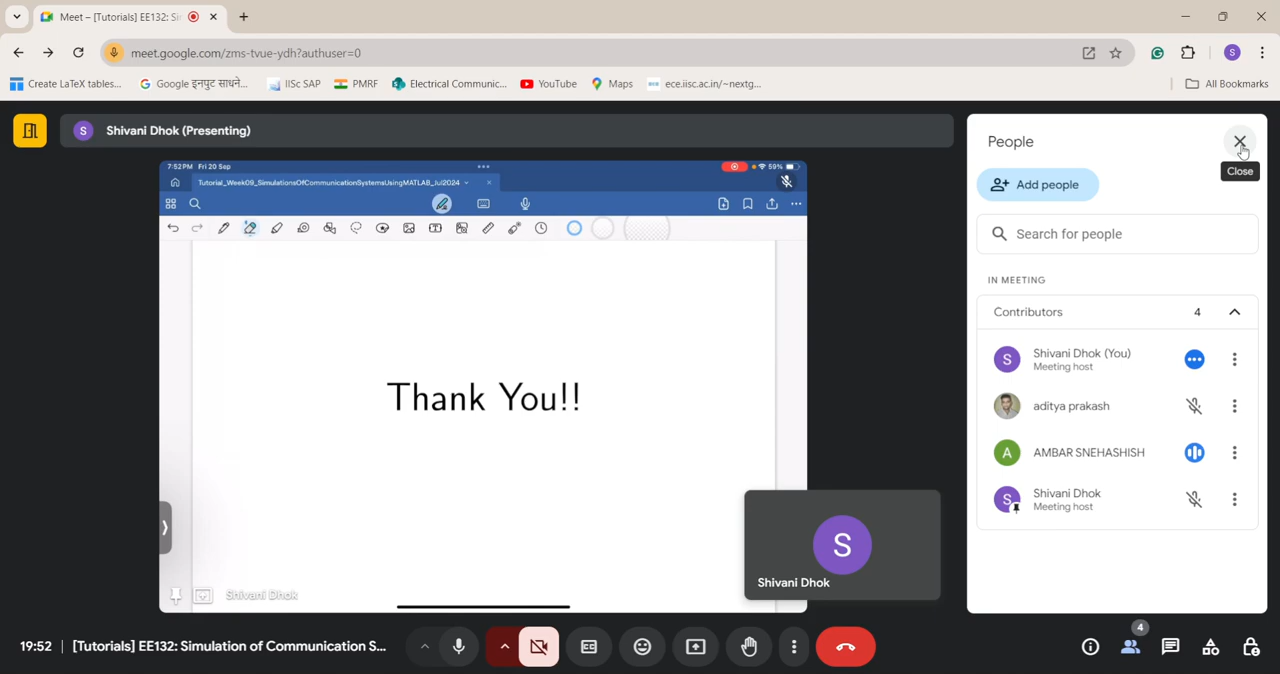 Meet – [Tutorials] EE132: Si
meet.google.com/zms-tvue-ydh?authuser=0
S
Create LaTeX tables...
Google इनपुट साधने...
IISc SAP
PMRF
Electrical Communic...
YouTube
Maps
ece.iisc.ac.in/~nextg...
All Bookmarks
S
Shivani Dhok (Presenting)
7:52PM Fri 20 Sep
59%
Tutorial_Week09_SimulationsOfCommunicationSystemsUsingMATLAB_Jul2024
Thank You!!
Shivani Dhok
S
Shivani Dhok
People
Close
Add people
Search for people
IN MEETING
Contributors 4
S
Shivani Dhok (You)
Meeting host
aditya prakash
A
AMBAR SNEHASHISH
S
Shivani Dhok
Meeting host
19:52 | [Tutorials] EE132: Simulation of Communication S...
4